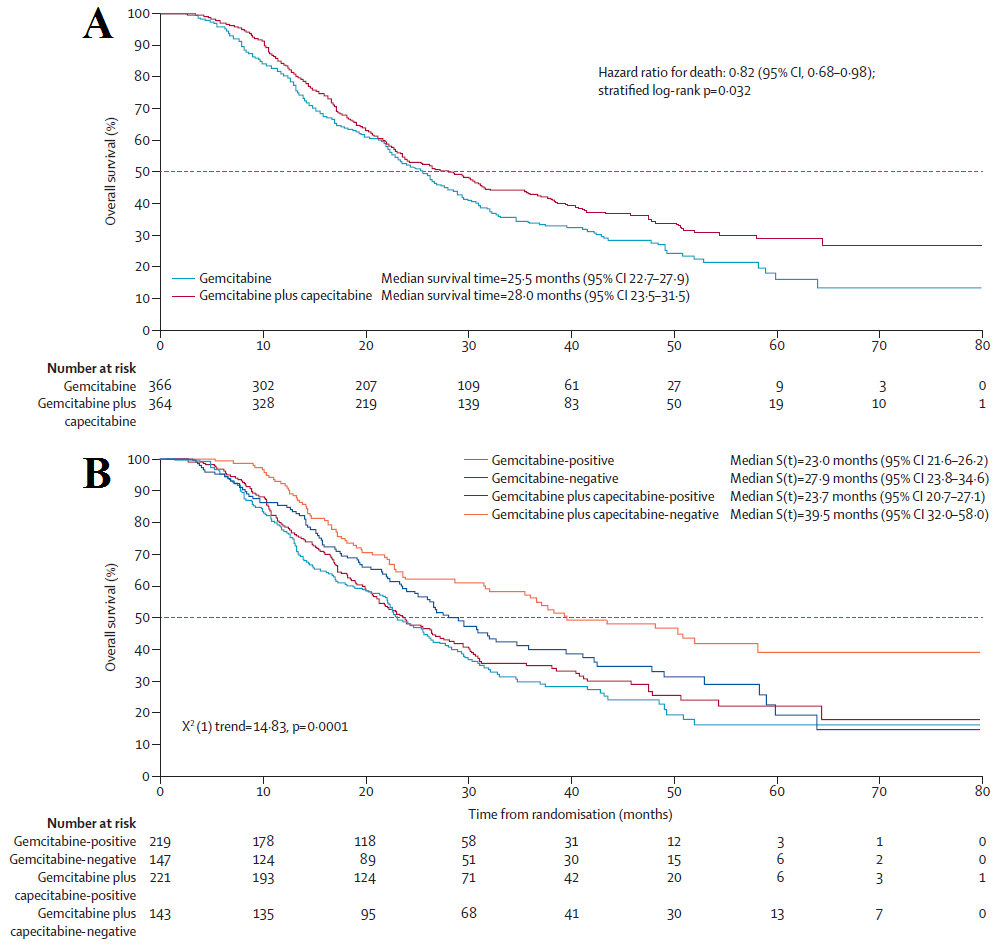 A
100
90
80
70
60
50
40
30
20
10
0
Overall survival (%)
Hazard ratio for death: 0·82 (95% CI, 0·68–0·98);
stratified log-rank p=0·032
Gemcitabine Median survival time=25·5 months (95% CI 22·7–27·9)
Gemcitabine plus capecitabine Median survival time=28·0 months (95% CI 23·5–31·5)
0 10 20 30 40 50 60 70 80
Number at risk
Gemcitabine 366 302 207 109 61 27 9 3 0
Gemcitabine plus 364 328 219 139 83 50 19 10 1
capecitabine
B
100
90
80
70
60
50
40
30
20
10
0
Overall survival (%)
Gemcitabine-positive Median S(t)=23·0 months (95% CI 21·6–26·2)
Gemcitabine-negative Median S(t)=27·9 months (95% CI 23·8–34·6)
Gemcitabine plus capecitabine-positive Median S(t)=23·7 months (95% CI 20·7–27·1)
Gemcitabine plus capecitabine-negative Median S(t)=39·5 months (95% CI 32·0–58·0)
X² (1) trend=14·83, p=0·0001
0 10 20 30 40 50 60 70 80
Time from randomisation (months)
Number at risk
Gemcitabine-positive 219 178 118 58 31 12 3 1 0
Gemcitabine-negative 147 124 89 51 30 15 6 2 0
Gemcitabine plus 221 193 124 71 42 20 6 3 1
capecitabine-positive
Gemcitabine plus 143 135 95 68 41 30 13 7 0
capecitabine-negative